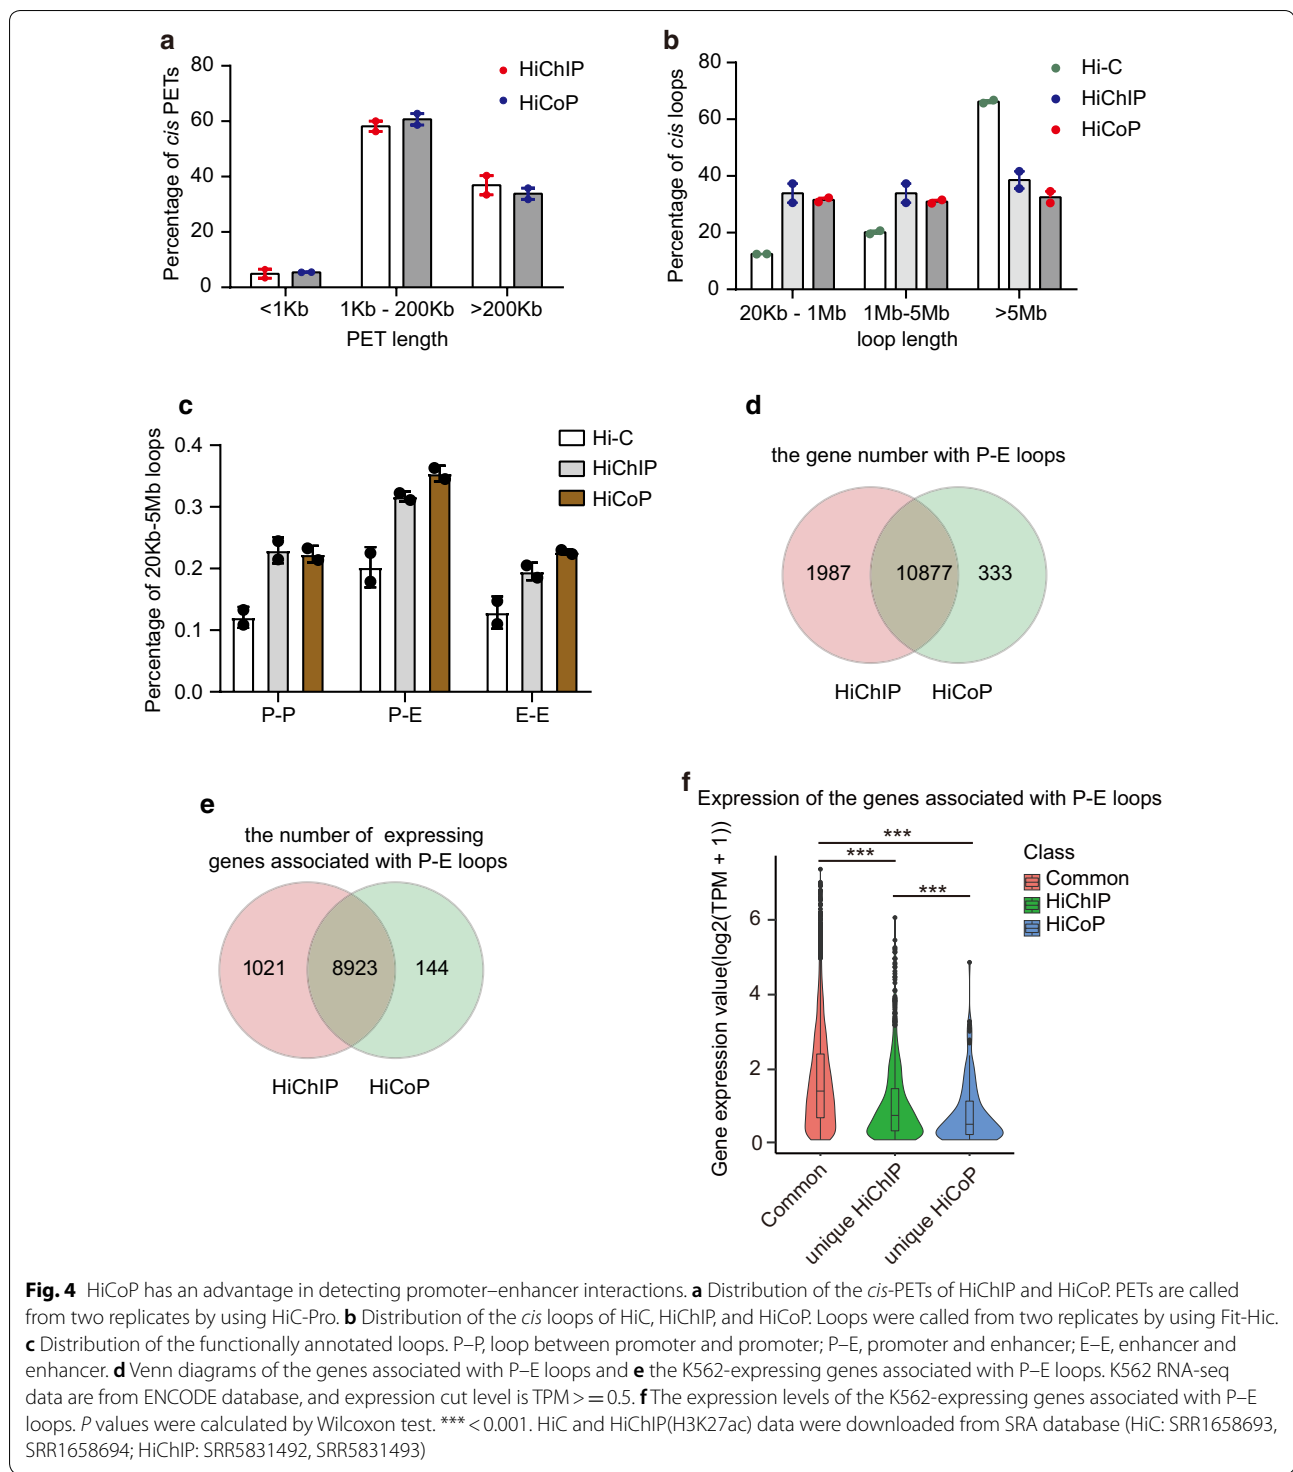 a
Percentage of cis PETs
80
60
40
20
0
HiChIP
HiCoP
<1Kb
1Kb - 200Kb
>200Kb
PET length
b
Percentage of cis loops
80
60
40
20
0
Hi-C
HiChIP
HiCoP
20Kb - 1Mb
1Mb-5Mb
>5Mb
loop length
c
Percentage of 20Kb-5Mb loops
0.4
0.3
0.2
0.1
0.0
Hi-C
HiChIP
HiCoP
P-P
P-E
E-E
d
the gene number with P-E loops
1987
10877
333
HiChIP
HiCoP
e
the number of expressing
genes associated with P-E loops
1021
8923
144
HiChIP
HiCoP
f
Expression of the genes associated with P-E loops
Gene expression value(log2(TPM + 1))
6
4
2
0
***
***
***
Class
Common
HiChIP
HiCoP
Common
unique HiChIP
unique HiCoP
Fig. 4 HiCoP has an advantage in detecting promoter–enhancer interactions. a Distribution of the cis-PETs of HiChIP and HiCoP. PETs are called
from two replicates by using HiC-Pro. b Distribution of the cis loops of HiC, HiChIP, and HiCoP. Loops were called from two replicates by using Fit-Hic.
c Distribution of the functionally annotated loops. P–P, loop between promoter and promoter; P–E, promoter and enhancer; E–E, enhancer and
enhancer. d Venn diagrams of the genes associated with P–E loops and e the K562-expressing genes associated with P–E loops. K562 RNA-seq
data are from ENCODE database, and expression cut level is TPM > = 0.5. f The expression levels of the K562-expressing genes associated with P–E
loops. P values were calculated by Wilcoxon test. *** < 0.001. HiC and HiChIP(H3K27ac) data were downloaded from SRA database (HiC: SRR1658693,
SRR1658694; HiChIP: SRR5831492, SRR5831493)